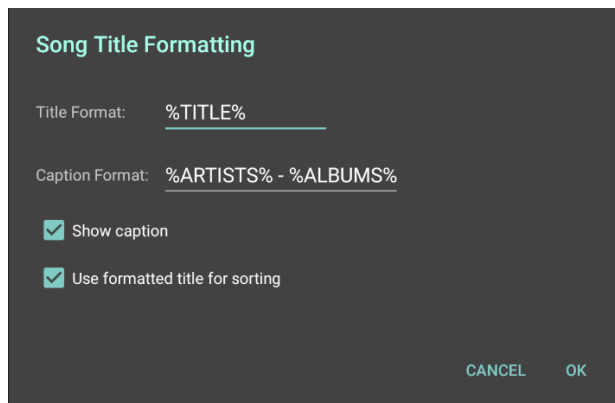 Song Title Formatting
Title Format: %TITLE%
Caption Format: %ARTISTS% - %ALBUMS%
Show caption
Use formatted title for sorting
CANCEL OK